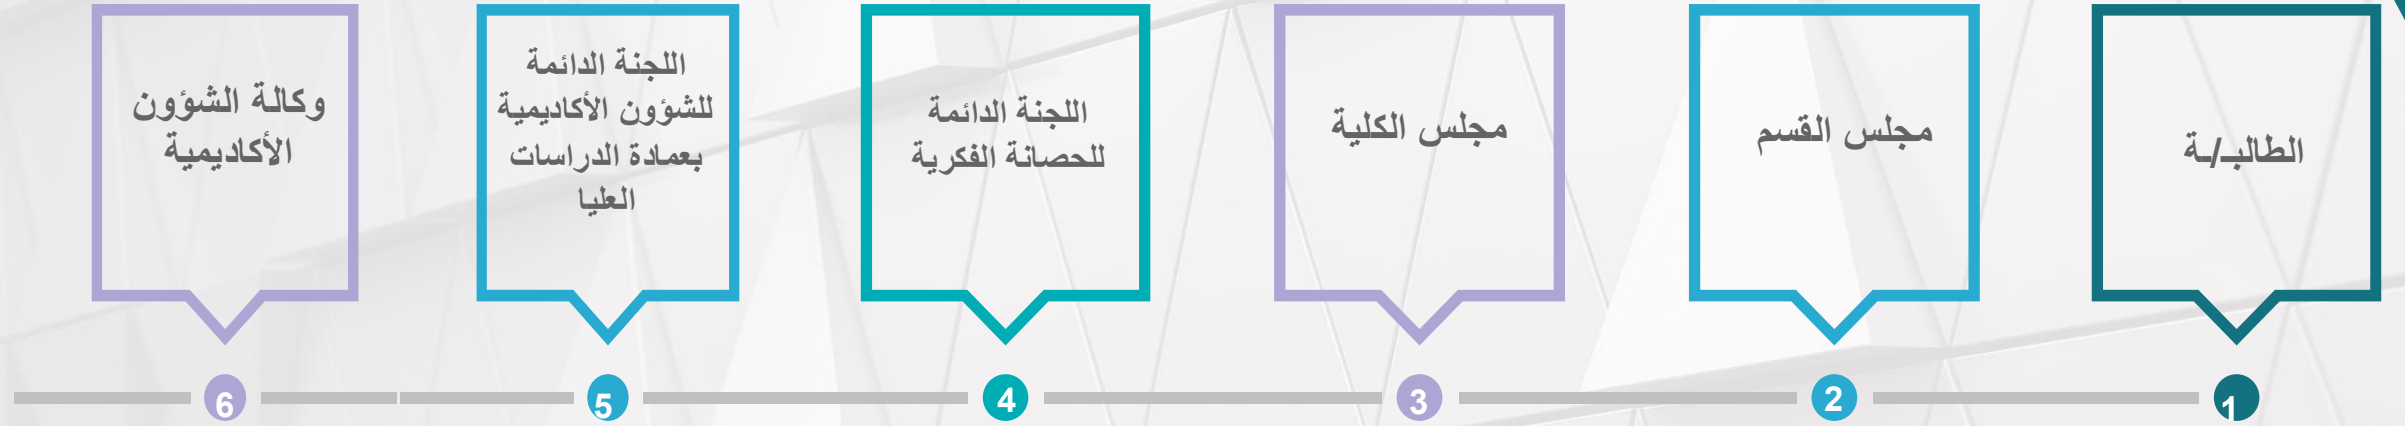 الطالبـ/ـة
1
مجلس القسم
2
مجلس الكلية
3
اللجنة الدائمة
للحصانة الفكرية
4
اللجنة الدائمة
للشؤون الأكاديمية
بعمادة الدراسات
العليا
5
وكالة الشؤون
الأكاديمية
6